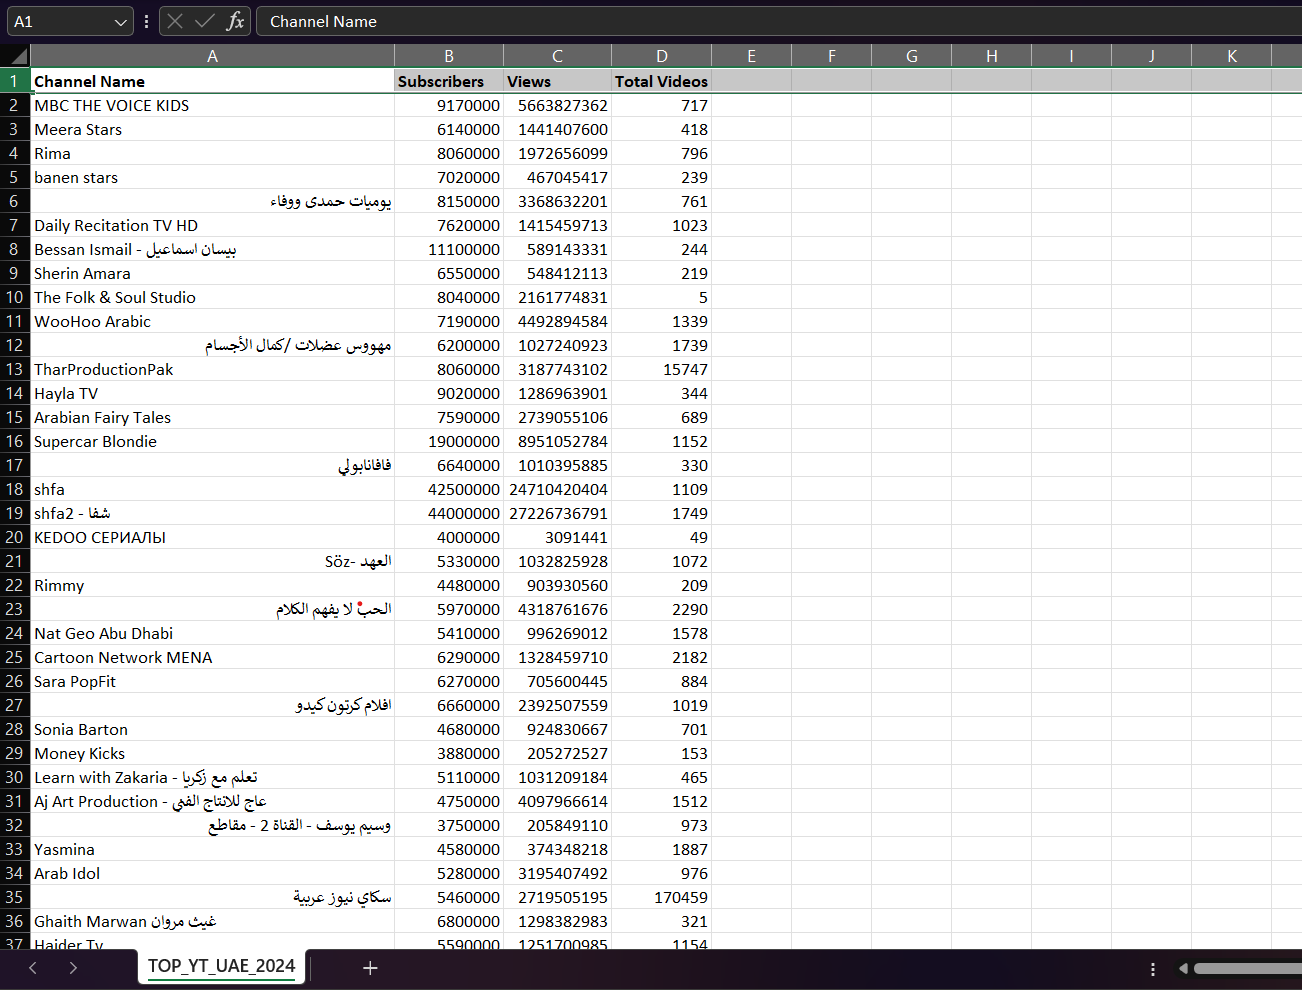 A1 fx Channel Name
A B C D E F G H I J K
1 Channel Name Subscribers Views Total Videos
2 MBC THE VOICE KIDS 9170000 5663827362 717
3 Meera Stars 6140000 1441407600 418
4 Rima 8060000 1972656099 796
5 banen stars 7020000 467045417 239
6 يوميات حمدى ووفاء 8150000 3368632201 761
7 Daily Recitation TV HD 7620000 1415459713 1023
8 Bessan Ismail - بيسان اسماعيل 11100000 589143331 244
9 Sherin Amara 6550000 548412113 219
10 The Folk & Soul Studio 8040000 2161774831 5
11 WooHoo Arabic 7190000 4492894584 1339
12 مهووس عضلات /كمال الأجسام 6200000 1027240923 1739
13 TharProductionPak 8060000 3187743102 15747
14 Hayla TV 9020000 1286963901 344
15 Arabian Fairy Tales 7590000 2739055106 689
16 Supercar Blondie 19000000 8951052784 1152
17 فافانابولي 6640000 1010395885 330
18 shfa 42500000 24710420404 1109
19 shfa2 - شفا 44000000 27226736791 1749
20 KEDOO СЕРИАЛЫ 4000000 3091441 49
21 العهد -Söz 5330000 1032825928 1072
22 Rimmy 4480000 903930560 209
23 الحب لا يفهم الكلام 5970000 4318761676 2290
24 Nat Geo Abu Dhabi 5410000 996269012 1578
25 Cartoon Network MENA 6290000 1328459710 2182
26 Sara PopFit 6270000 705600445 884
27 افلام كرتون كيدو 6660000 2392507559 1019
28 Sonia Barton 4680000 924830667 701
29 Money Kicks 3880000 205272527 153
30 Learn with Zakaria - تعلم مع زكريا 5110000 1031209184 465
31 Aj Art Production - عاج للانتاج الفني 4750000 4097966614 1512
32 وسيم يوسف - القناة 2 - مقاطع 3750000 205849110 973
33 Yasmina 4580000 374348218 1887
34 Arab Idol 5280000 3195407492 976
35 سكاي نيوز عربية 5460000 2719505195 170459
36 Ghaith Marwan غيث مروان 6800000 1298382983 321
37 Haider Tv 5590000 1251700985 1154
TOP_YT_UAE_2024